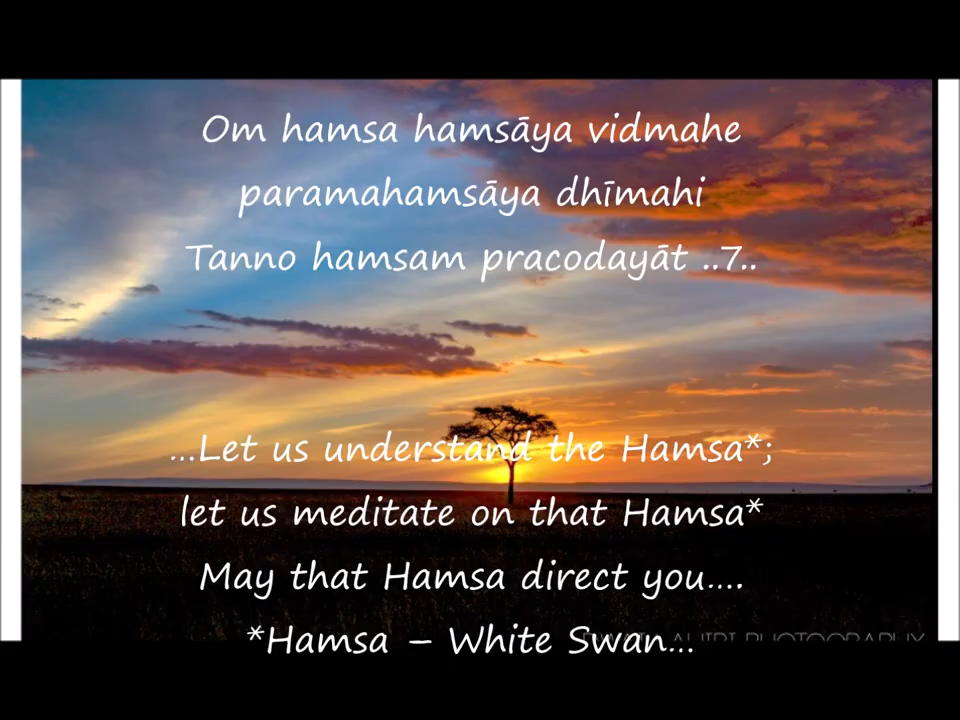 Om hamsa hamsāya vidmahe
paramahamsāya dhīmahi
Tanno hamsam pracodayāt ..7..
...Let us understand the Hamsa*;
let us meditate on that Hamsa*
May that Hamsa direct you....
*Hamsa – White Swan...
PHOTOGRAPHY